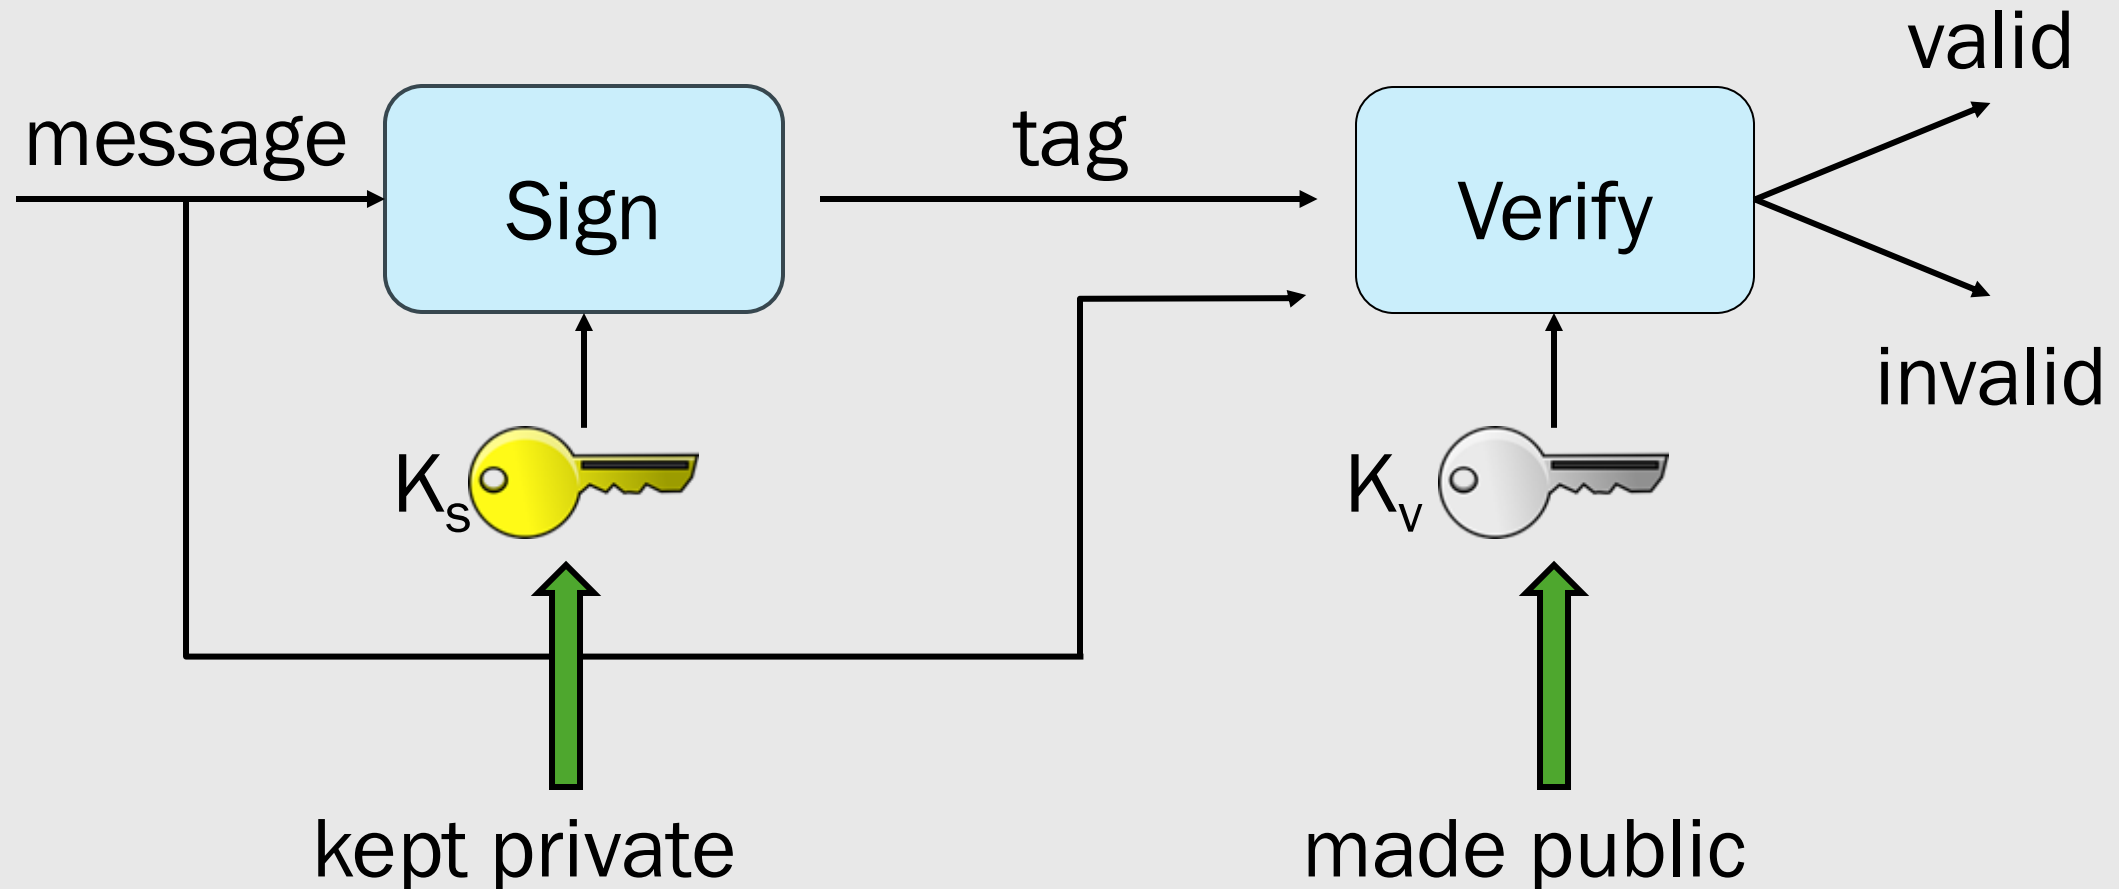 valid
message
tag
Sign
Verify
invalid
Ks
Kv
kept private
made public